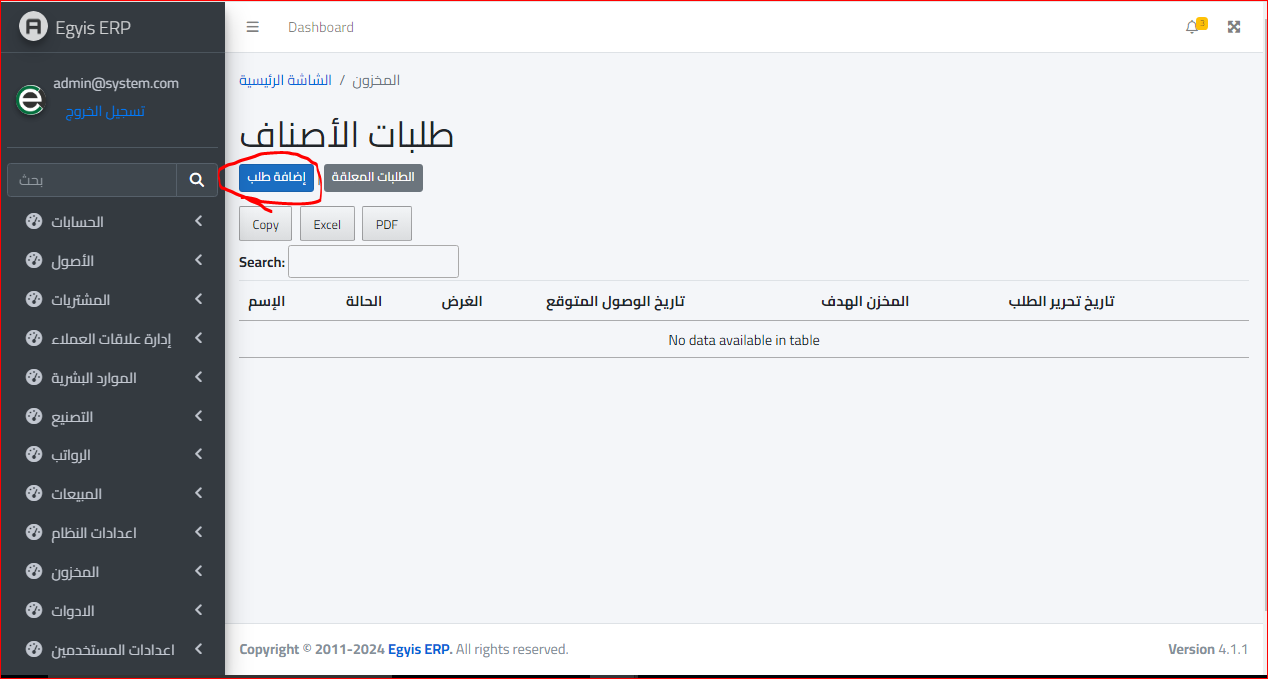 Egyis ERP
Dashboard
3
admin@system.com
تسجيل الخروج
بحث
الحسابات
الأصول
المشتريات
إدارة علاقات العملاء
الموارد البشرية
التصنيع
الرواتب
المبيعات
اعدادات النظام
المخزون
الادوات
اعدادات المستخدمين
الشاشة الرئيسية / المخزون
طلبات الأصناف
إضافة طلب الطلبات المعلقة
Copy Excel PDF
Search:
الإسم الحالة الغرض تاريخ الوصول المتوقع المخزن الهدف تاريخ تحرير الطلب
No data available in table
Copyright © 2011-2024 Egyis ERP. All rights reserved.
Version 4.1.1